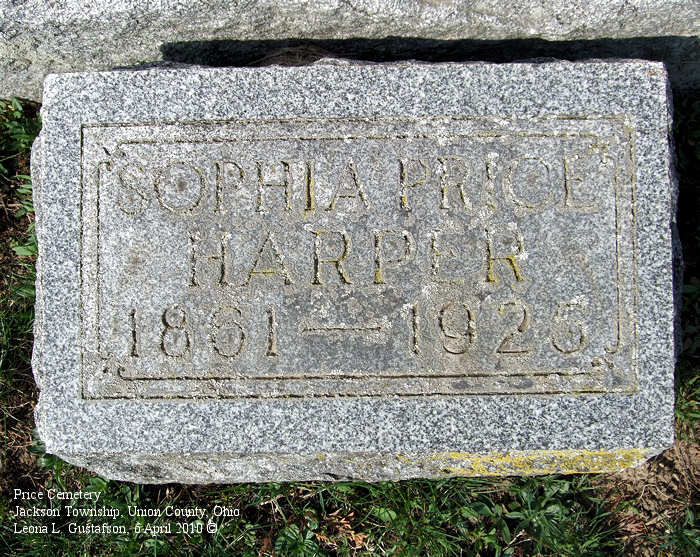 SOPHIA PRICE
HARPER
1861 — 1926
Price Cemetery
Jackson Township, Union County, Ohio
Leona L. Gustafson, 6 April 2010 ©